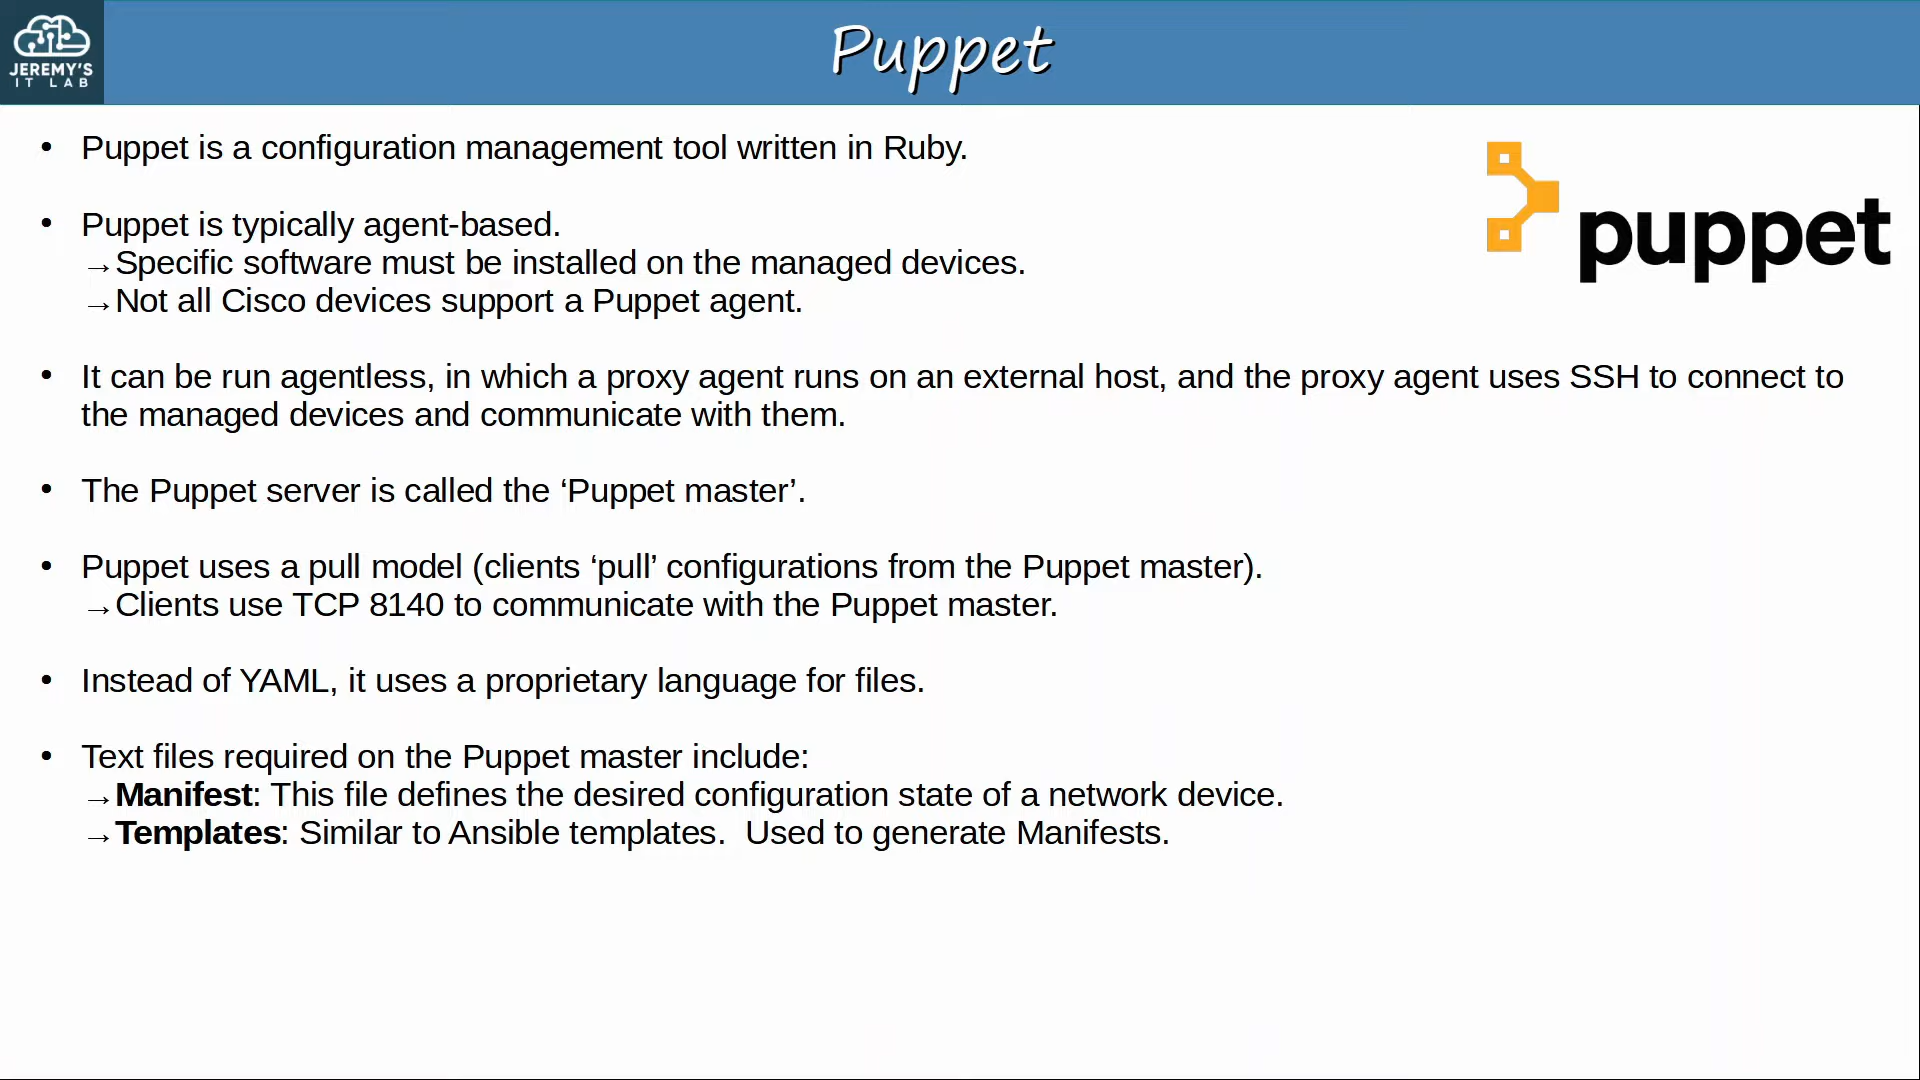 JEREMY'S
IT LAB
Puppet
• Puppet is a configuration management tool written in Ruby.
puppet
• Puppet is typically agent-based.
→Specific software must be installed on the managed devices.
→Not all Cisco devices support a Puppet agent.
• It can be run agentless, in which a proxy agent runs on an external host, and the proxy agent uses SSH to connect to
the managed devices and communicate with them.
• The Puppet server is called the ‘Puppet master’.
• Puppet uses a pull model (clients ‘pull’ configurations from the Puppet master).
→Clients use TCP 8140 to communicate with the Puppet master.
• Instead of YAML, it uses a proprietary language for files.
• Text files required on the Puppet master include:
→Manifest: This file defines the desired configuration state of a network device.
→Templates: Similar to Ansible templates.  Used to generate Manifests.